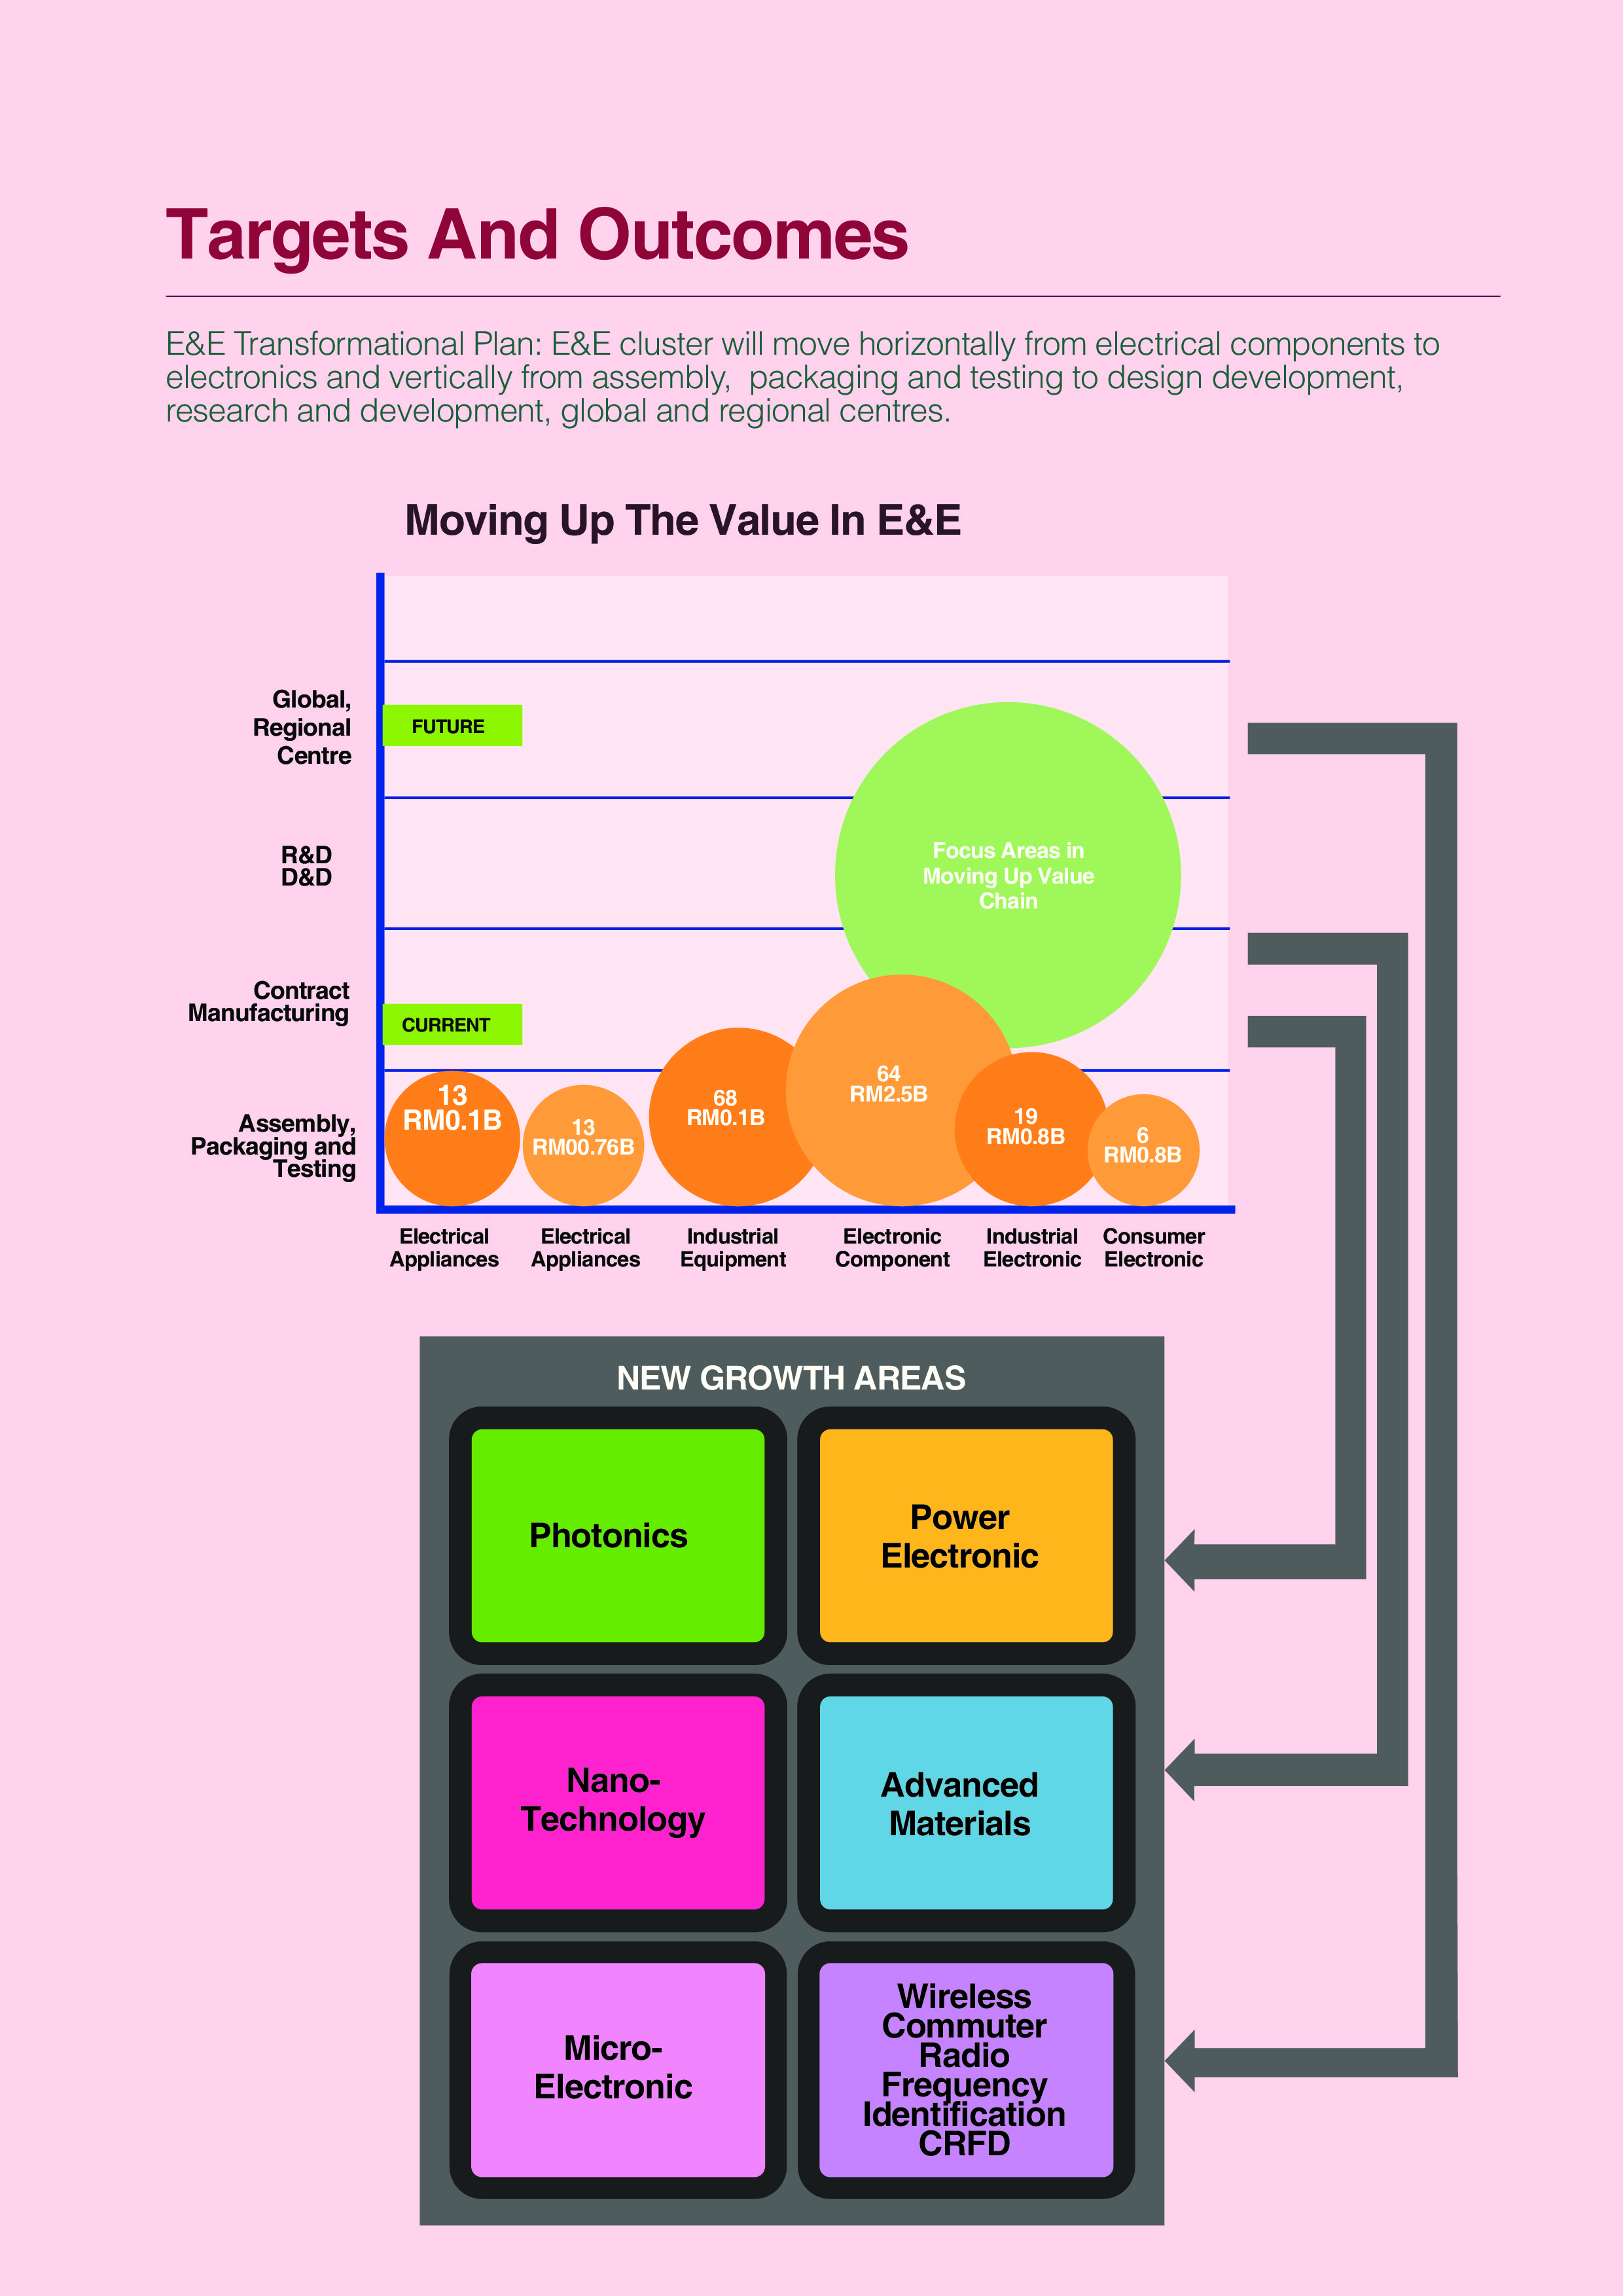 Targets And Outcomes
E&E Transformational Plan: E&E cluster will move horizontally from electrical components to
electronics and vertically from assembly,  packaging and testing to design development,
research and development, global and regional centres.
Moving Up The Value In E&E
Global,
Regional
Centre
FUTURE
R&D
D&D
Focus Areas in
Moving Up Value
Chain
Contract
Manufacturing
CURRENT
Assembly,
Packaging and
Testing
13
RM0.1B
13
RM00.76B
68
RM0.1B
64
RM2.5B
19
RM0.8B
6
RM0.8B
Electrical
Appliances
Electrical
Appliances
Industrial
Equipment
Electronic
Component
Industrial
Electronic
Consumer
Electronic
NEW GROWTH AREAS
Photonics
Power
Electronic
Nano-
Technology
Advanced
Materials
Micro-
Electronic
Wireless
Commuter
Radio
Frequency
Identification
CRFD